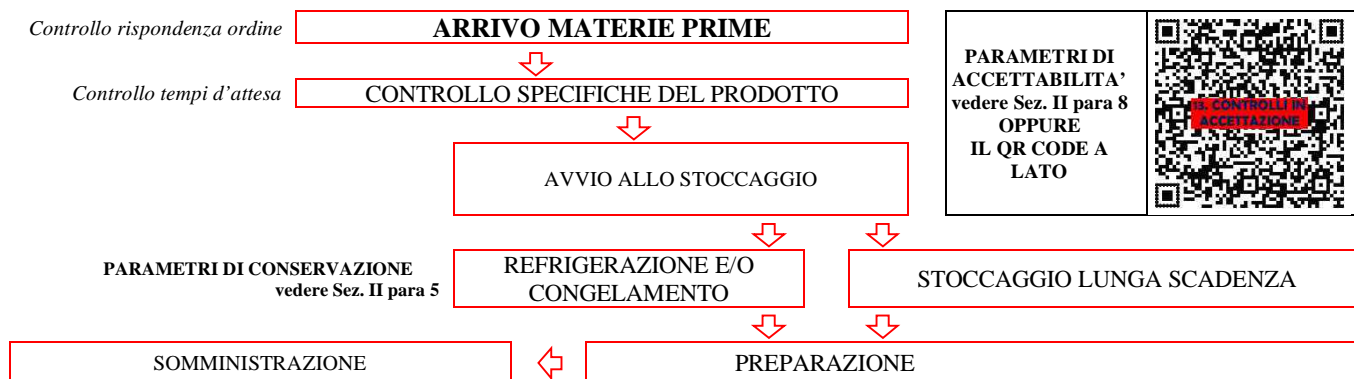 Controllo rispondenza ordine
ARRIVO MATERIE PRIME
PARAMETRI DI
ACCETTABILITA'
vedere Sez. II para 8
OPPURE
IL QR CODE A
LATO
13. CONTROLLI IN
ACCETTAZIONE
Controllo tempi d'attesa
CONTROLLO SPECIFICHE DEL PRODOTTO
AVVIO ALLO STOCCAGGIO
PARAMETRI DI CONSERVAZIONE
vedere Sez. II para 5
REFRIGERAZIONE E/O
CONGELAMENTO
STOCCAGGIO LUNGA SCADENZA
SOMMINISTRAZIONE
PREPARAZIONE